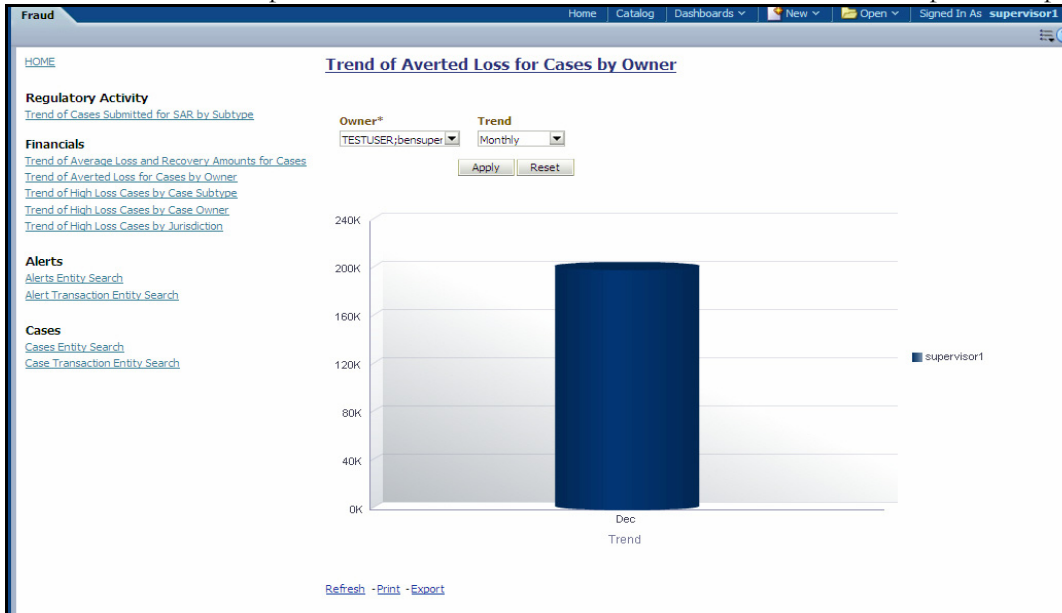 Fraud
Home Catalog Dashboards New Open Signed In As supervisor1
HOME
Trend of Averted Loss for Cases by Owner
Regulatory Activity
Trend of Cases Submitted for SAR by Subtype
Owner* Trend
TESTUSER;bensuper Monthly
Financials
Apply Reset
Trend of Average Loss and Recovery Amounts for Cases
Trend of Averted Loss for Cases by Owner
Trend of High Loss Cases by Case Subtype
Trend of High Loss Cases by Case Owner
Trend of High Loss Cases by Jurisdiction
Alerts
Alerts Entity Search
Alert Transaction Entity Search
Cases
Cases Entity Search
Case Transaction Entity Search
240K
200K
160K
120K
80K
40K
0K
supervisor1
Dec
Trend
Refresh - Print - Export